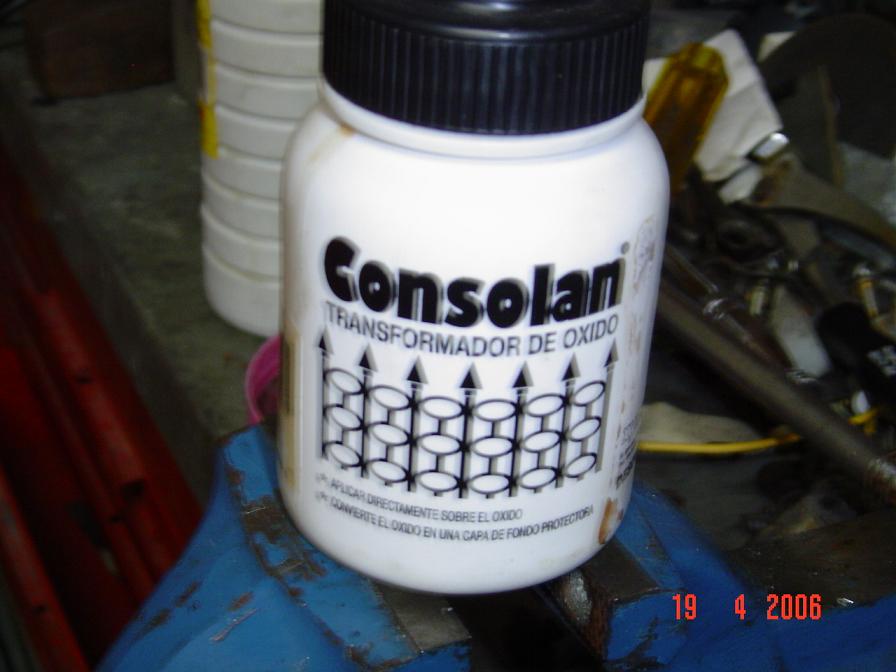 Consolan®
TRANSFORMADOR DE OXIDO
APLICAR DIRECTAMENTE SOBRE EL OXIDO
CONVIERTE EL OXIDO EN UNA CAPA DE FONDO PROTECTORA
19 4 2006